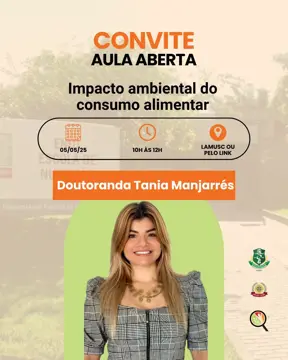 CONVITE
AULA ABERTA
Impacto ambiental do
consumo alimentar
05/05/25
10H ÀS 12H
LAMUSC OU
PELO LINK
Doutoranda Tania Manjarrés